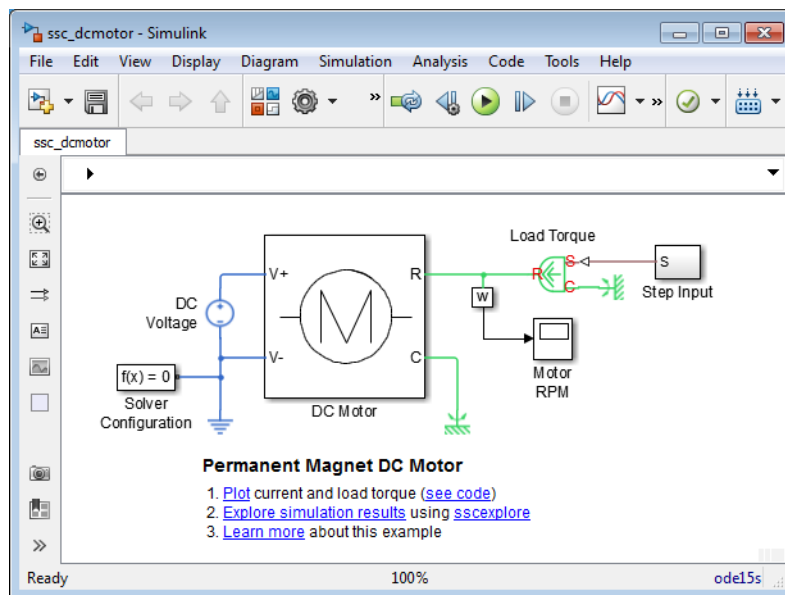 ssc_dcmotor - Simulink
File Edit View Display Diagram Simulation Analysis Code Tools Help
»
»
ssc_dcmotor
Load Torque
V+
R
R
S
S
C
Step Input
w
DC
Voltage
M
V-
C
f(x) = 0
Solver
Configuration
DC Motor
Motor
RPM
Permanent Magnet DC Motor
1. Plot current and load torque (see code)
2. Explore simulation results using sscexplore
3. Learn more about this example
A
»
Ready 100% ode15s